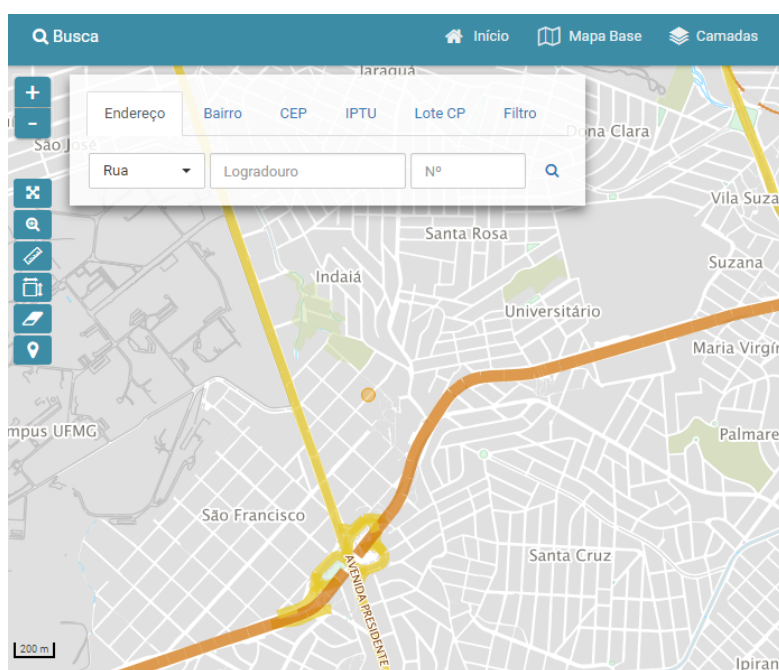 Busca
Início
Mapa Base
Camadas
Jaraguá
+
-
Endereço
Bairro
CEP
IPTU
Lote CP
Filtro
São José
Dona Clara
Rua
Logradouro
Nº
Vila Suza
Santa Rosa
Suzana
Indaiá
Universitário
Maria Virgín
mpus UFMG
Palmare
São Francisco
Santa Cruz
AVENIDA PRESIDENTE
200 m
Ipiran